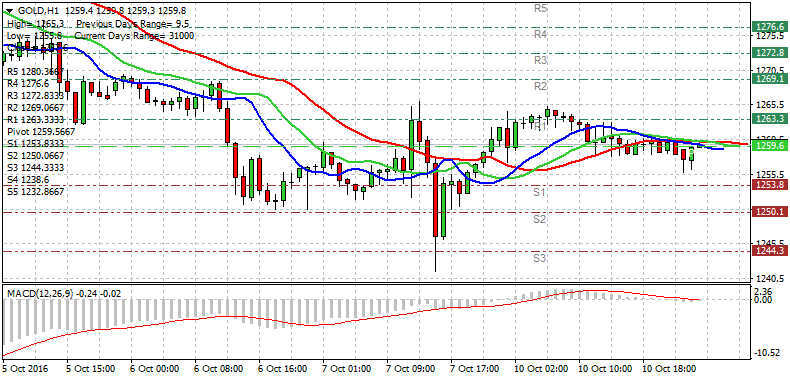 GOLD,H1 1259.4 1259.8 1259.3 1259.8
High= 1265.3 Previous Days Range= 9.5
Low= 1255.8 Current Days Range= 31000
R5 1280.3667
R4 1276.6
R3 1272.8333
R2 1269.0667
R1 1263.3333
Pivot 1259.5667
S1 1253.8333
S2 1250.0667
S3 1244.3333
S4 1238.6
S5 1232.8667
R5
R4
R3
R2
R1
S1
S2
S3
1276.6
1275.5
1272.8
1270.5
1269.1
1265.5
1263.3
1259.6
1255.5
1253.8
1250.1
1245.5
1244.3
1240.5
MACD(12,26,9) -0.24 -0.02
2.36
0.00
-10.52
5 Oct 2016 5 Oct 15:00 6 Oct 00:00 6 Oct 08:00 6 Oct 16:00 7 Oct 01:00 7 Oct 09:00 7 Oct 17:00 10 Oct 02:00 10 Oct 10:00 10 Oct 18:00